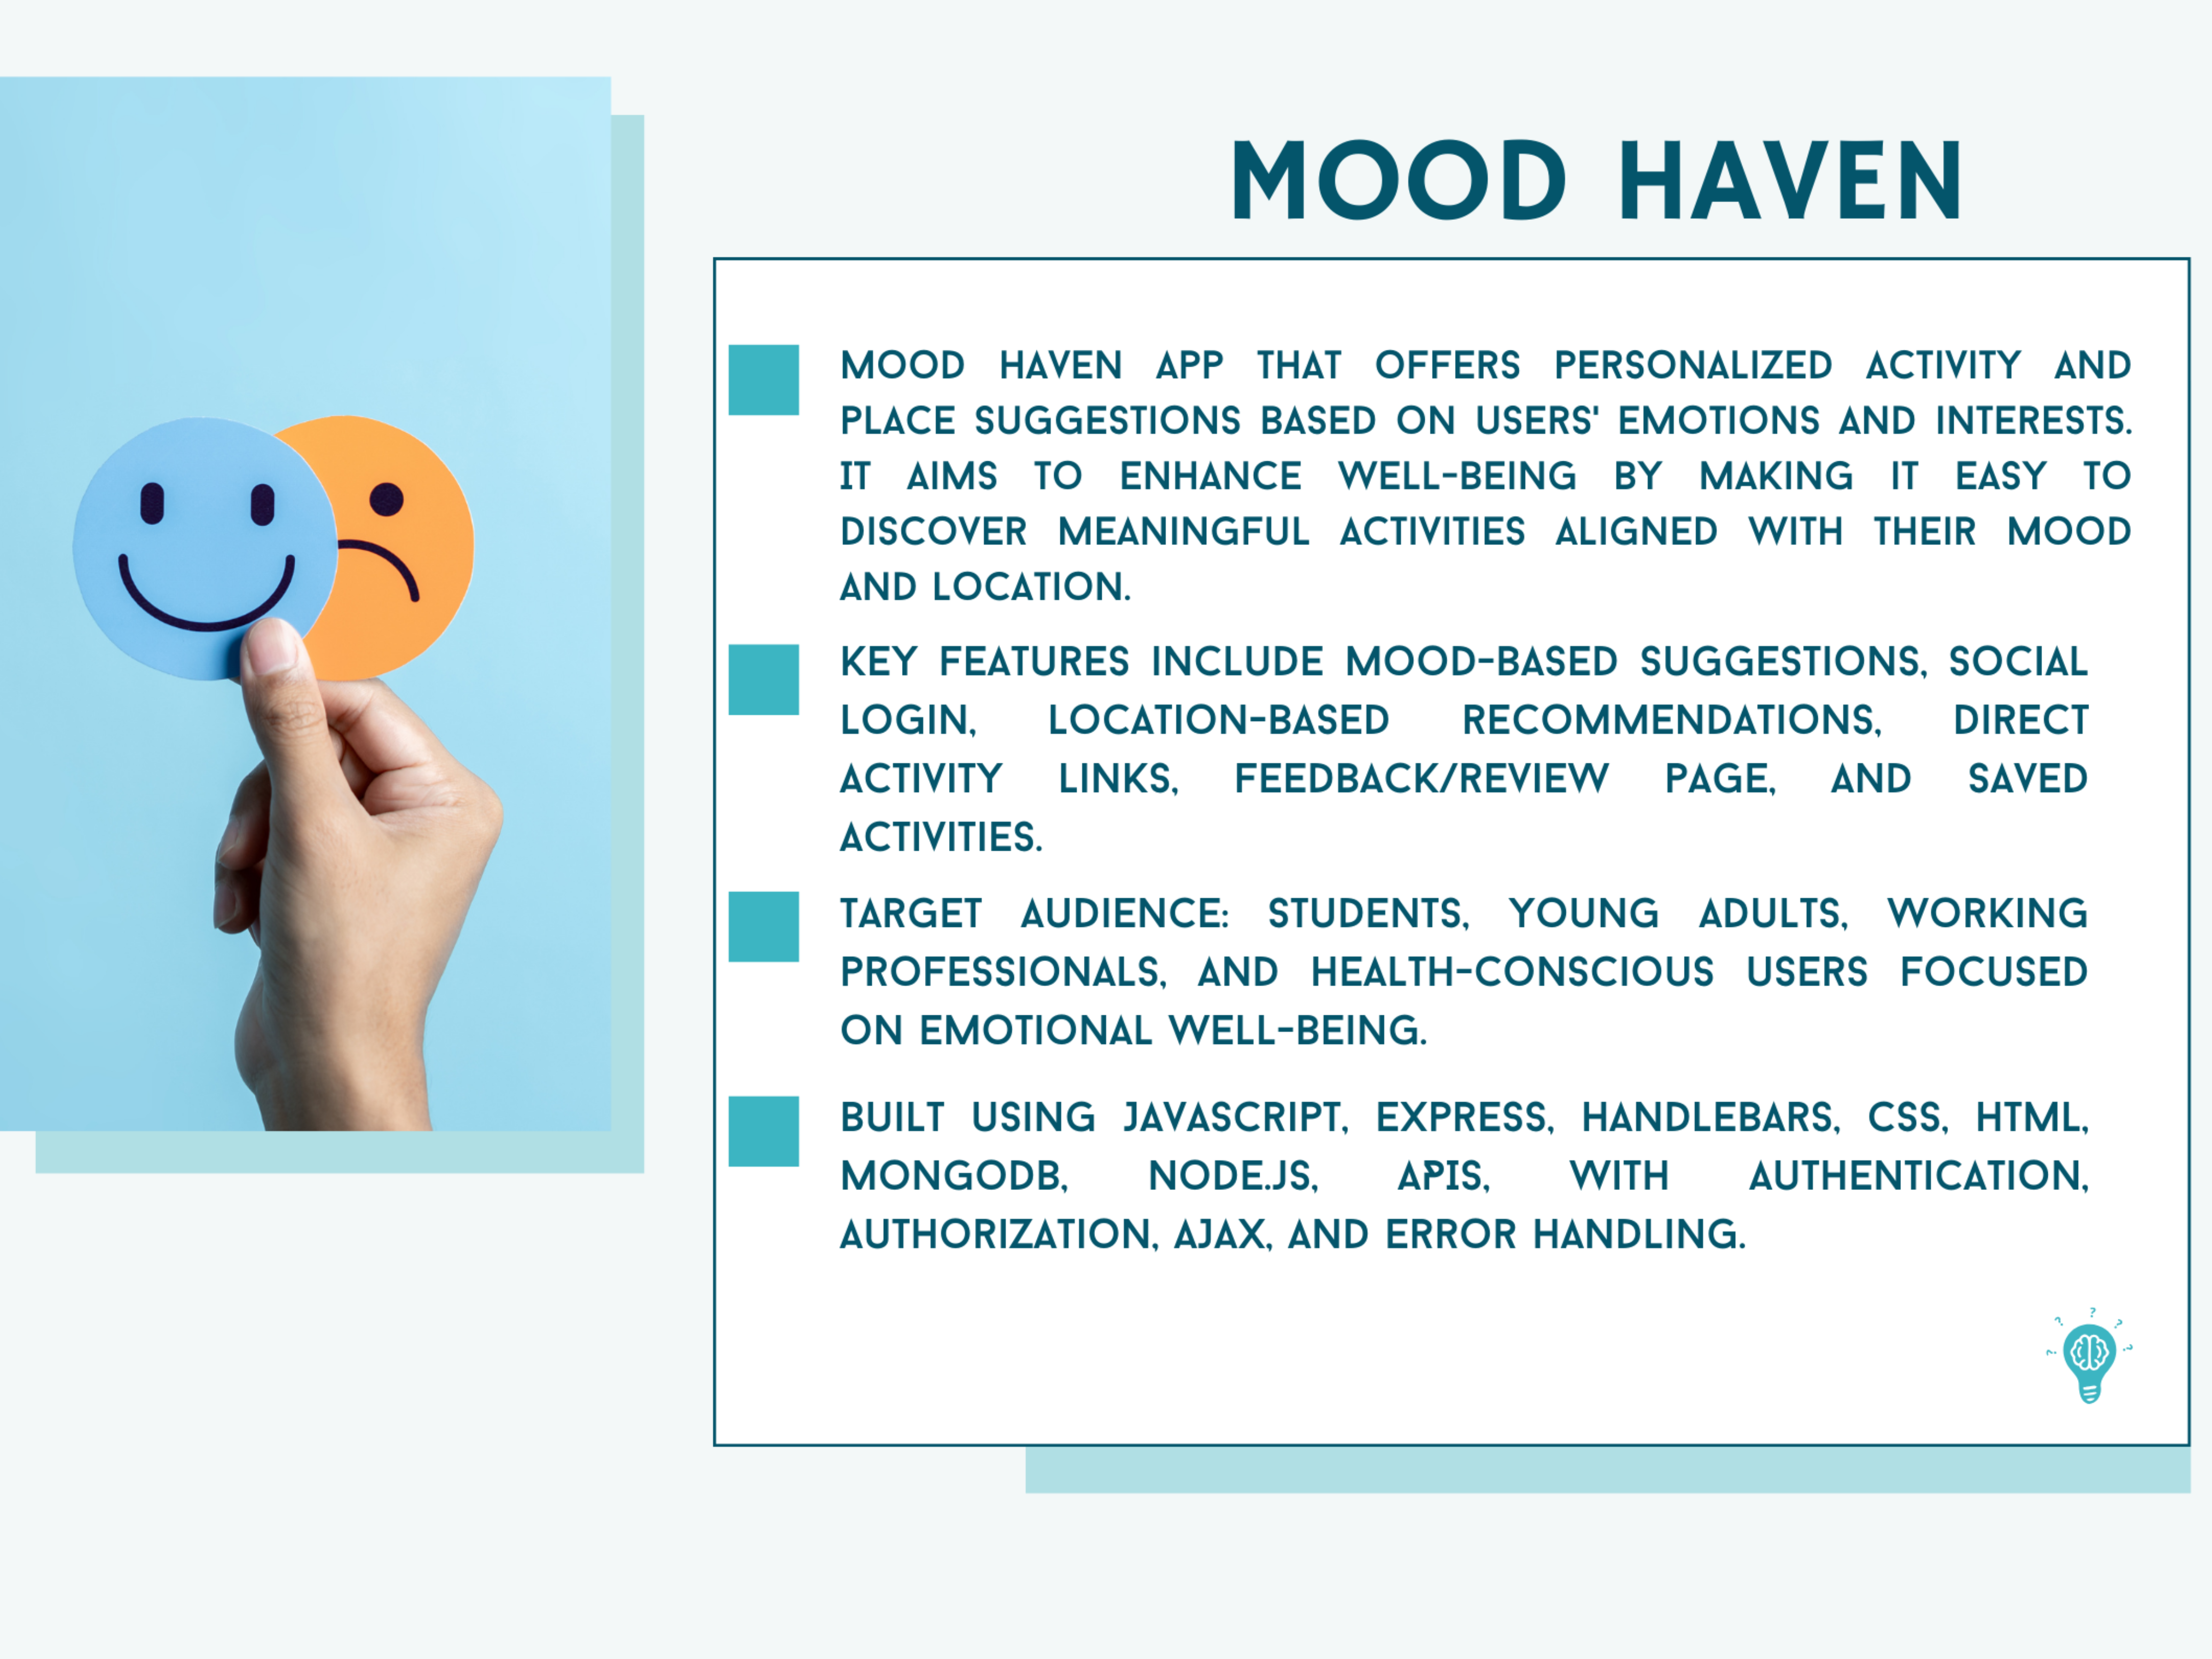 MOOD HAVEN
MOOD HAVEN APP THAT OFFERS PERSONALIZED ACTIVITY AND
PLACE SUGGESTIONS BASED ON USERS' EMOTIONS AND INTERESTS.
IT AIMS TO ENHANCE WELL-BEING BY MAKING IT EASY TO
DISCOVER MEANINGFUL ACTIVITIES ALIGNED WITH THEIR MOOD
AND LOCATION.
KEY FEATURES INCLUDE MOOD-BASED SUGGESTIONS, SOCIAL
LOGIN, LOCATION-BASED RECOMMENDATIONS, DIRECT
ACTIVITY LINKS, FEEDBACK/REVIEW PAGE, AND SAVED
ACTIVITIES.
TARGET AUDIENCE: STUDENTS, YOUNG ADULTS, WORKING
PROFESSIONALS, AND HEALTH-CONSCIOUS USERS FOCUSED
ON EMOTIONAL WELL-BEING.
BUILT USING JAVASCRIPT, EXPRESS, HANDLEBARS, CSS, HTML,
MONGODB, NODE.JS, APIS, WITH AUTHENTICATION,
AUTHORIZATION, AJAX, AND ERROR HANDLING.
? ? ? ? ?